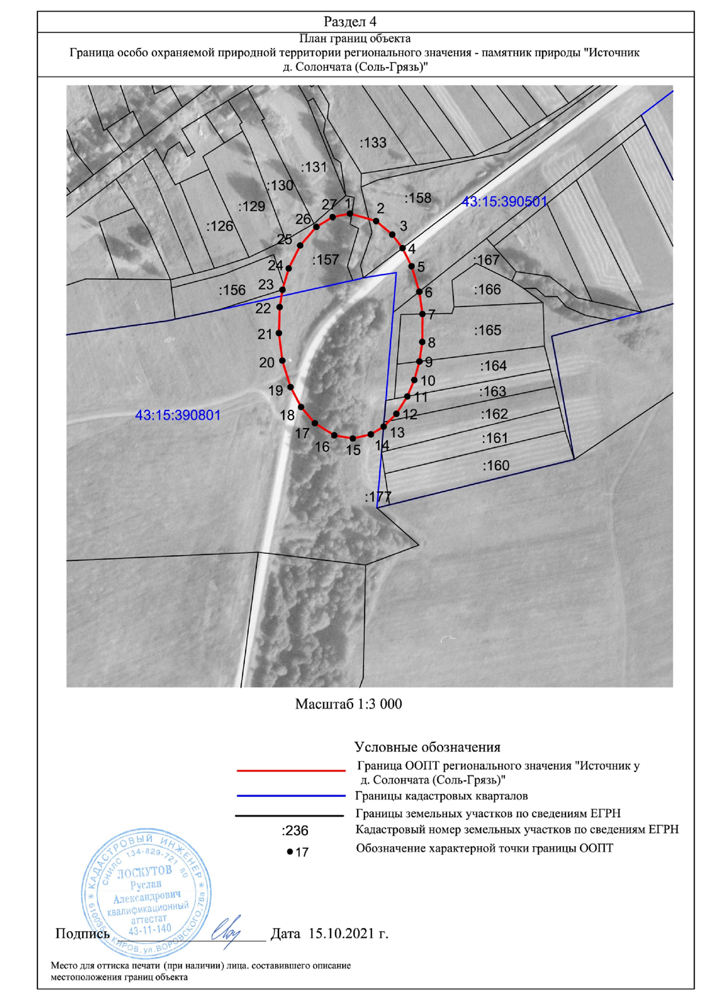 Раздел 4
План границ объекта
Граница особо охраняемой природной территории регионального значения - памятник природы "Источник
д. Солончата (Соль-Грязь)"
:133
:131
:130
:158
43:15:390501
:129
27
1
2
26
:126
3
25
4
:157
:167
24
5
23
:156
6
:166
22
7
21
:165
8
20
9
:164
10
19
11
:163
18
12
:162
43:15:390801
17
13
16
14
:161
15
:160
:177
Масштаб 1:3 000
Условные обозначения
Граница ООПТ регионального значения "Источник у
д. Солончата (Соль-Грязь)"
Границы кадастровых кварталов
Границы земельных участков по сведениям ЕГРН
:236 Кадастровый номер земельных участков по сведениям ЕГРН
17 Обозначение характерной точки границы ООПТ
* КАДАСТРОВЫЙ ИНЖЕНЕР *
СНИЛС 134-829-721 80
ЛОСКУТОВ
Руслан
Александрович
квалификационный
аттестат
43-11-140
610035, г. КИРОВ, ул. ВОРОВСКОГО, 78а
Подпись Дата 15.10.2021 г.
Место для оттиска печати (при наличии) лица. составившего описание
местоположения границ объекта